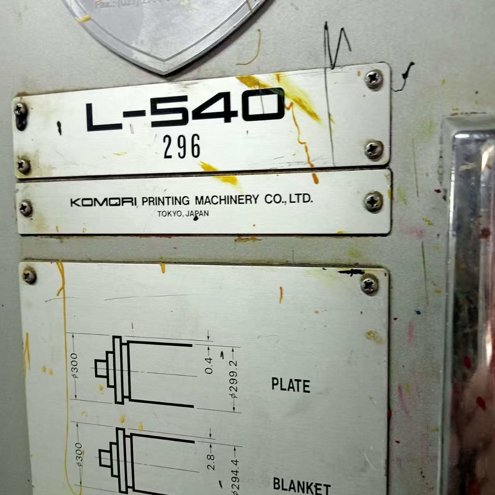 L-540
296
KOMORI PRINTING MACHINERY CO., LTD.
TOKYO, JAPAN
φ300
0.4
φ299.2
PLATE
φ300
2.8
φ294.4
BLANKET